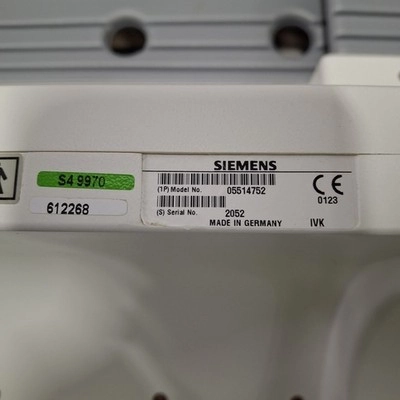 S4 9970
612268
SIEMENS
(1P) Model No. 05514752
(S) Serial No. 2052
MADE IN GERMANY IVK
CE
0123